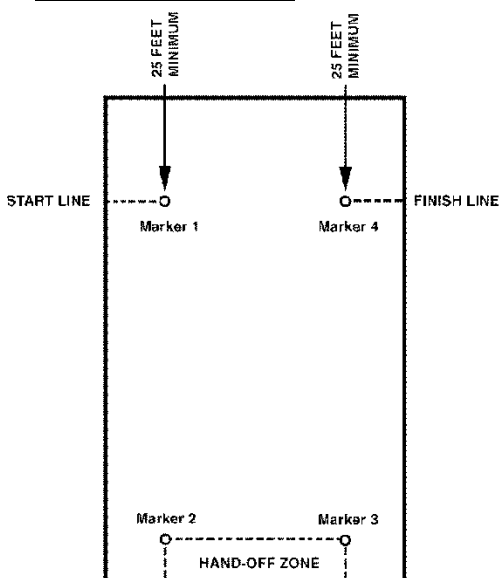 25 FEET
MINIMUM
25 FEET
MINIMUM
START LINE
FINISH LINE
Marker 1
Marker 4
Marker 2
Marker 3
HAND-OFF ZONE